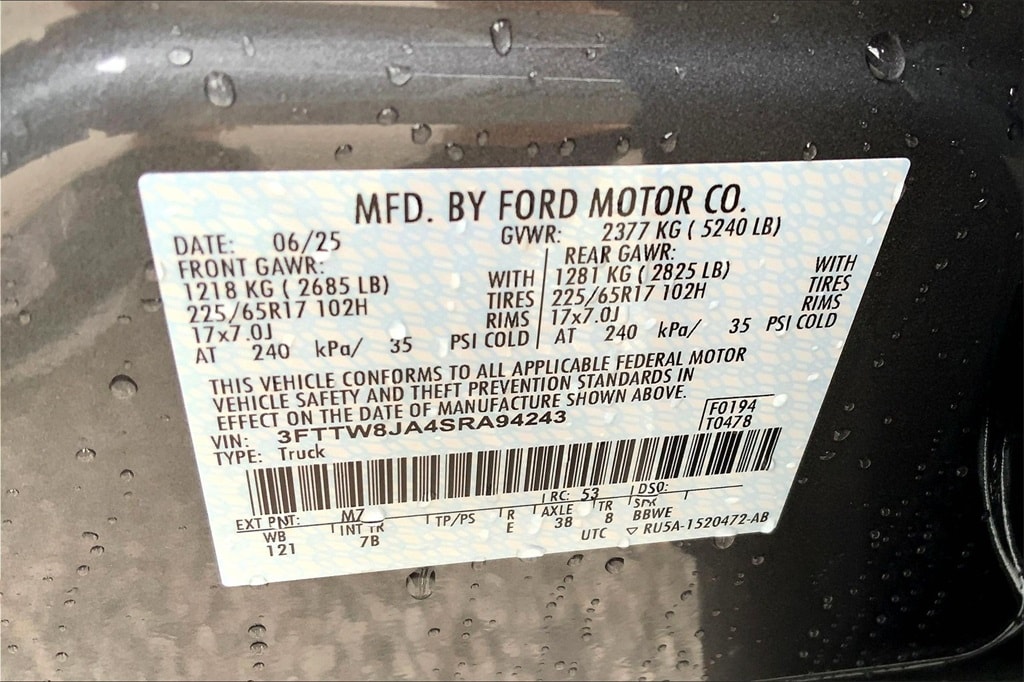 MFD. BY FORD MOTOR CO.
DATE: 06/25 GVWR: 2377 KG ( 5240 LB)
FRONT GAWR: REAR GAWR:
1218 KG ( 2685 LB) WITH 1281 KG ( 2825 LB) WITH
225/65R17 102H TIRES 225/65R17 102H TIRES
17x7.0J RIMS 17x7.0J RIMS
AT 240 kPa/ 35 PSI COLD AT 240 kPa/ 35 PSI COLD
THIS VEHICLE CONFORMS TO ALL APPLICABLE FEDERAL MOTOR
VEHICLE SAFETY AND THEFT PREVENTION STANDARDS IN
EFFECT ON THE DATE OF MANUFACTURE SHOWN ABOVE.
VIN: 3FTTW8JA4SRA94243 F0194
TYPE: Truck T0478
EXT PNT: M7 RC: 53 DSO:
WB INT TR TP/PS R E AXLE TR SPR
121 7B 38 8 BBWE
UTC ▽ RU5A-1520472-AB